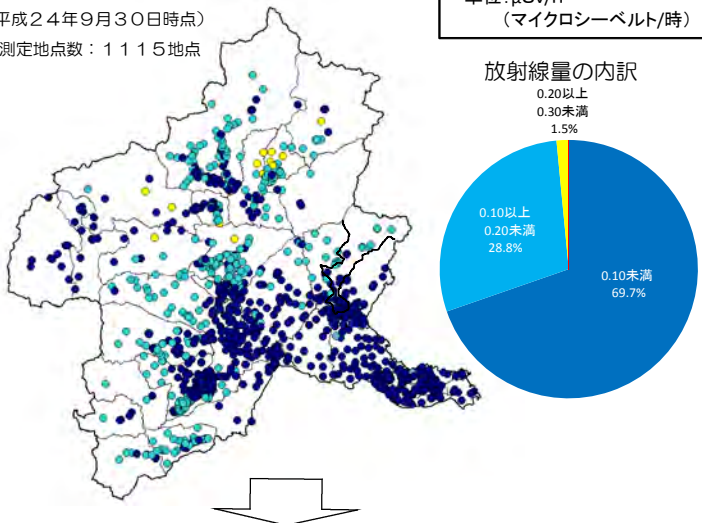 平成２４年９月３０日時点）
測定地点数：１１１５地点
（マイクロシーベルト/時）
放射線量の内訳
0.20以上
0.30未満
1.5%
0.10以上
0.20未満
28.8%
0.10未満
69.7%